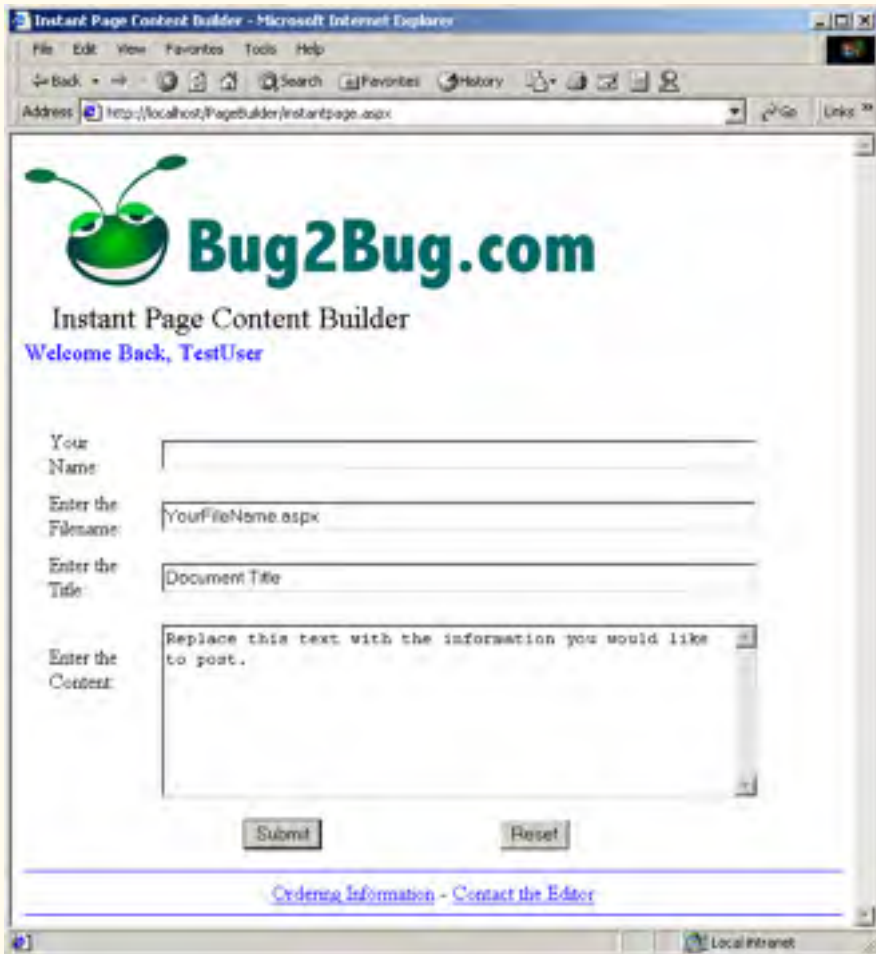 Instant Page Content Builder - Microsoft Internet Explorer
File Edit View Favorites Tools Help
Back Search Favorites History
Address http://localhost/PageBuilder/instantpage.aspx Go Links »
Bug2Bug.com
Instant Page Content Builder
Welcome Back, TestUser
Your
Name
Enter the
Filename:
YourFileName.aspx
Enter the
Title:
Document Title
Enter the
Content:
Replace this text with the information you would like
to post.
Submit Reset
Ordering Information - Contact the Editor
Local intranet